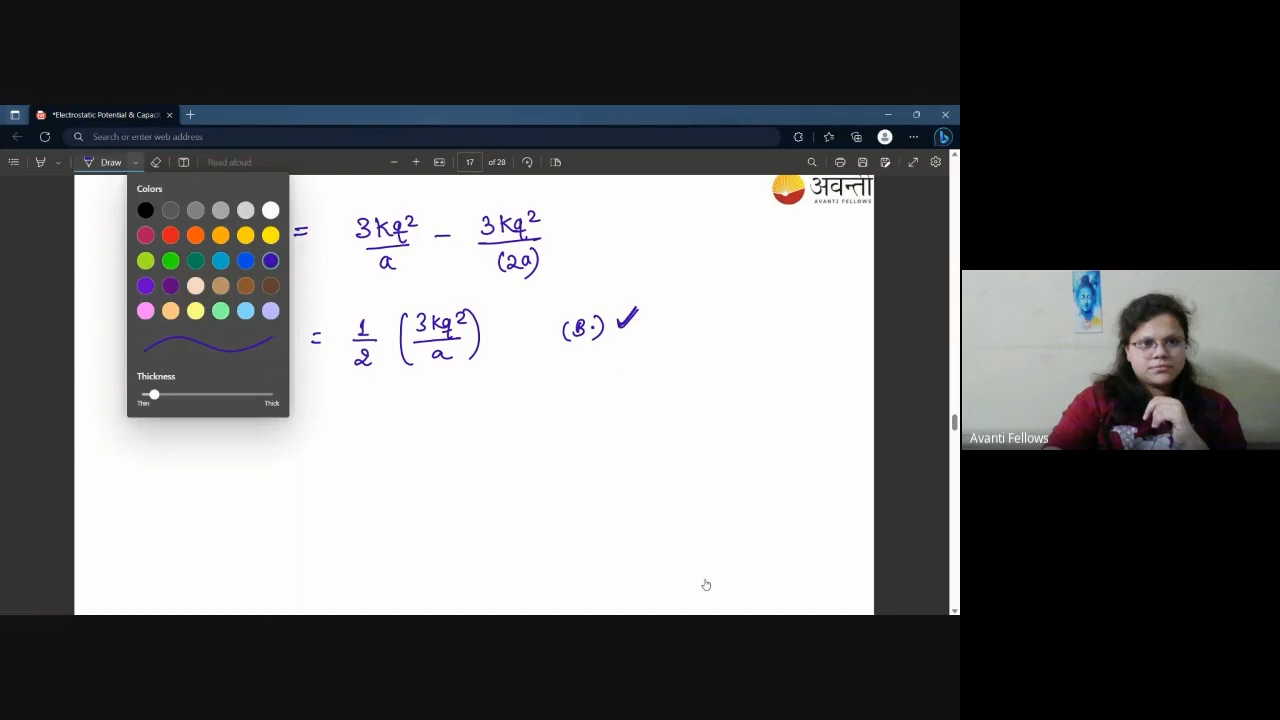 *Electrostatic Potential & Capaci
Search or enter web address
Draw
Read aloud
17 of 28
अवन्ती
AVANTI FELLOWS
Colors
= 3kq²/a - 3kq²/(2a)
= 1/2 (3kq²/a) (B.) ✓
Thickness
Thin Thick
Avanti Fellows